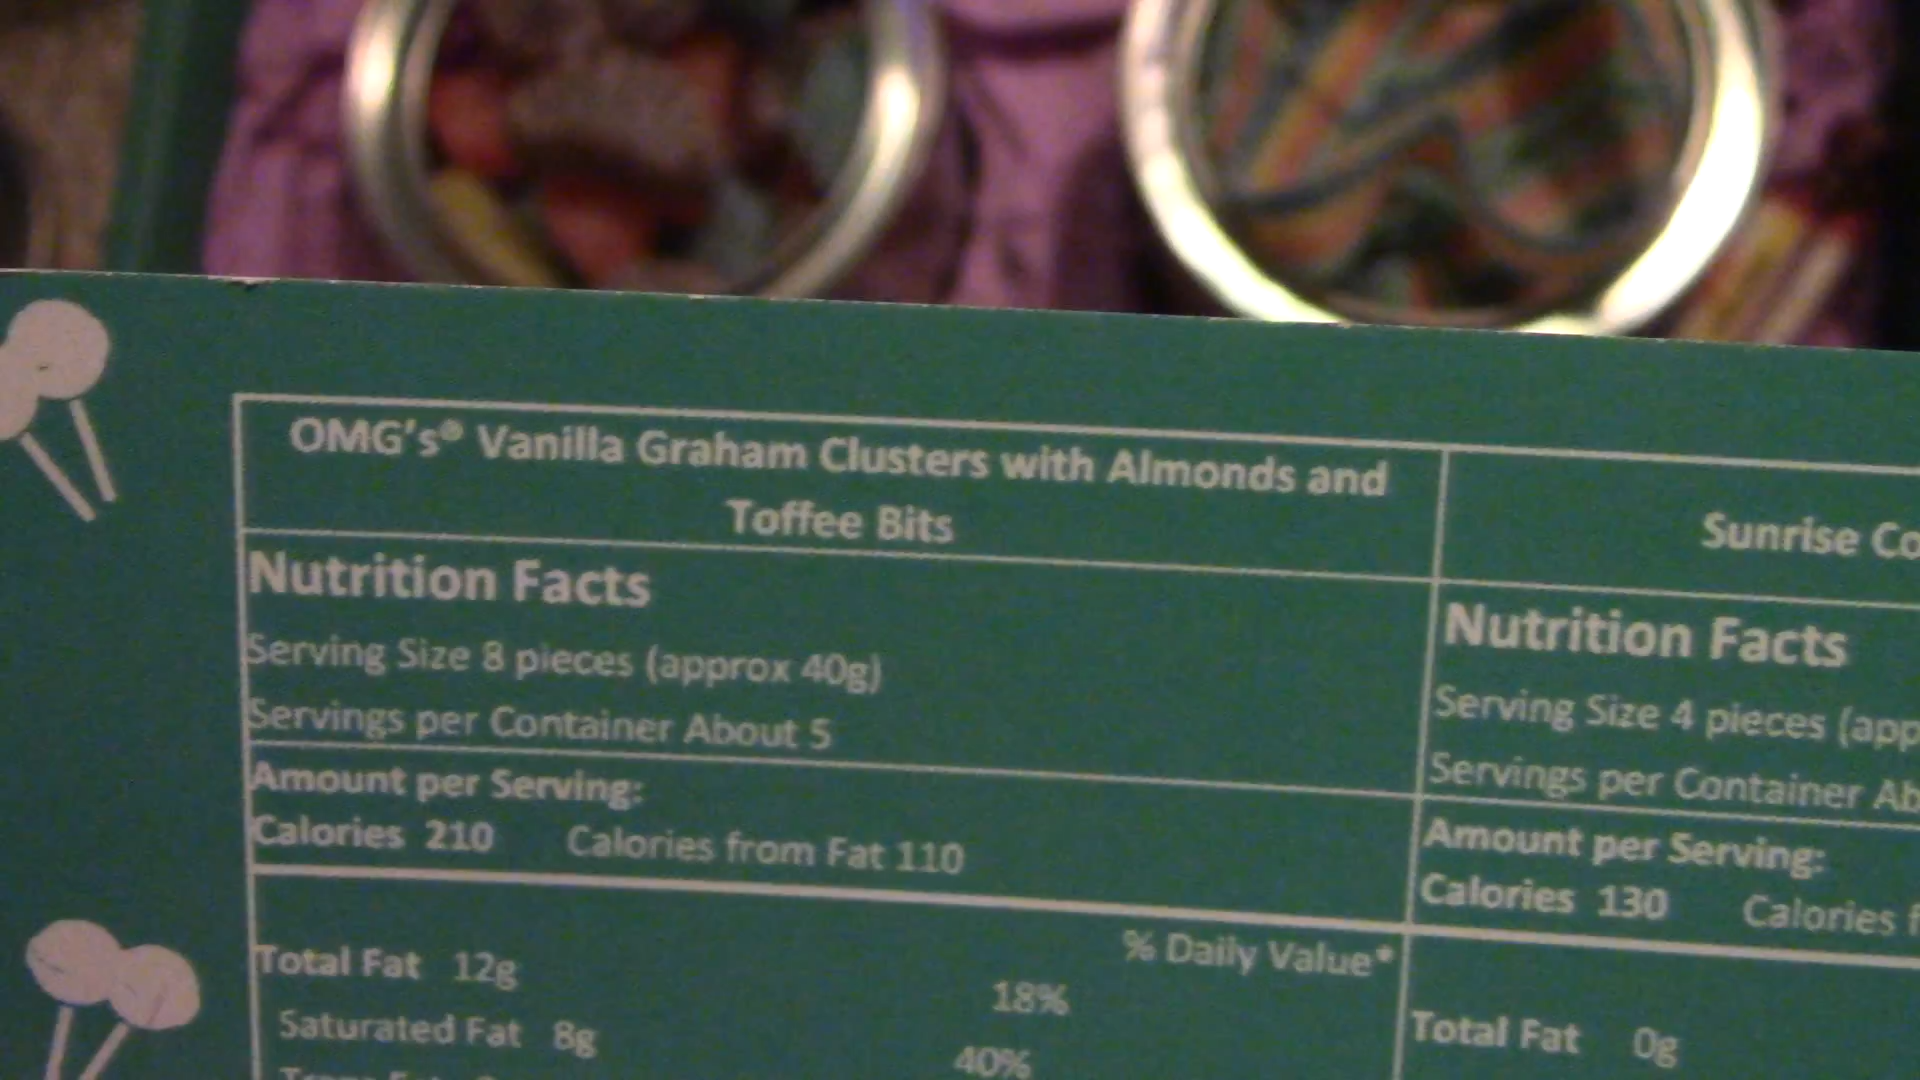 OMG's® Vanilla Graham Clusters with Almonds and
Toffee Bits
Nutrition Facts
Serving Size 8 pieces (approx 40g)
Servings per Container About 5
Amount per Serving:
Calories 210 Calories from Fat 110
% Daily Value*
Total Fat 12g 18%
Saturated Fat 8g 40%
Sunrise
Nutrition Facts
Serving Size 4 pieces
Servings per Container
Amount per Serving:
Calories 130 Calories
Total Fat 0g